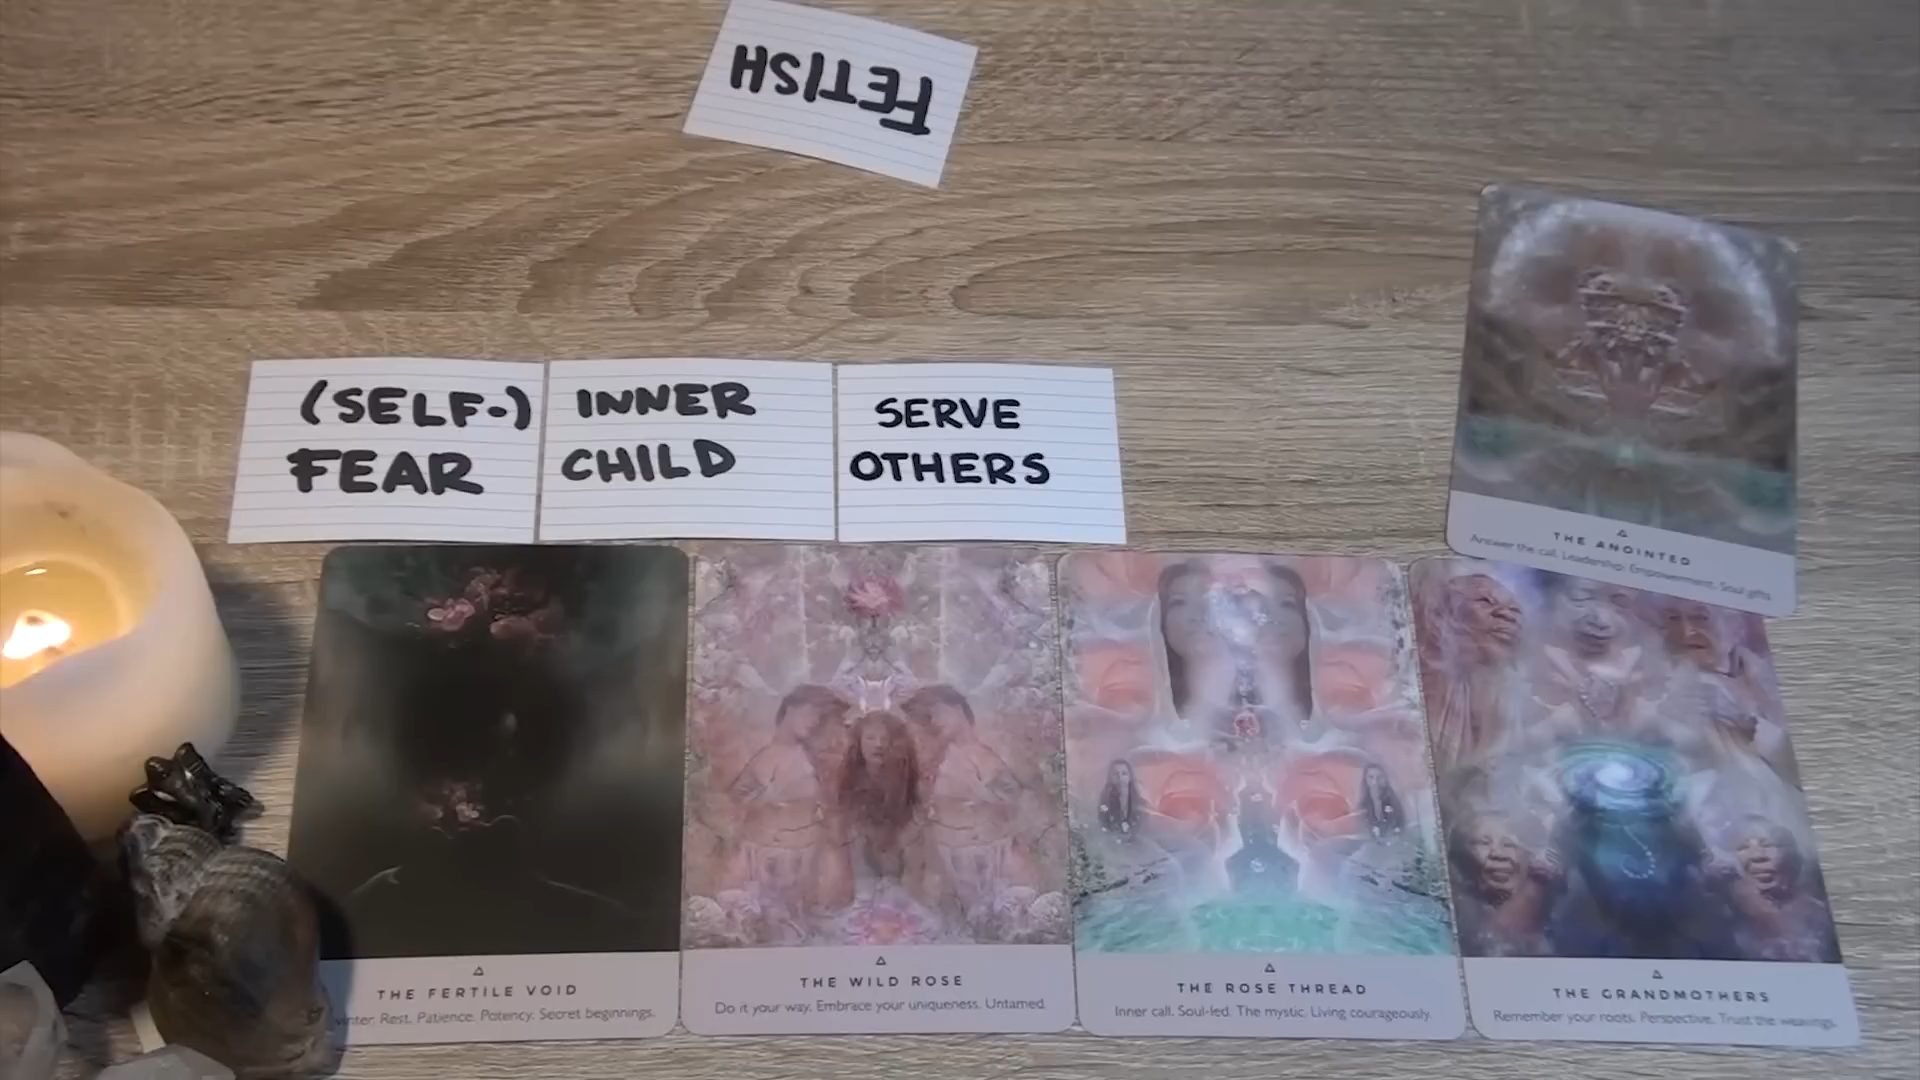 FETISH
(SELF-)
FEAR
INNER
CHILD
SERVE
OTHERS
THE ANOINTED
Answer the call. Leadership. Empowerment. Soul gifts.
THE FERTILE VOID
Rest. Patience. Potency. Secret beginnings.
THE WILD ROSE
Do it your way. Embrace your uniqueness. Untamed.
THE ROSE THREAD
Inner call. Soul-led. The mystic. Living courageously.
THE GRANDMOTHERS
Remember your roots. Perspective. Trust the weavings.